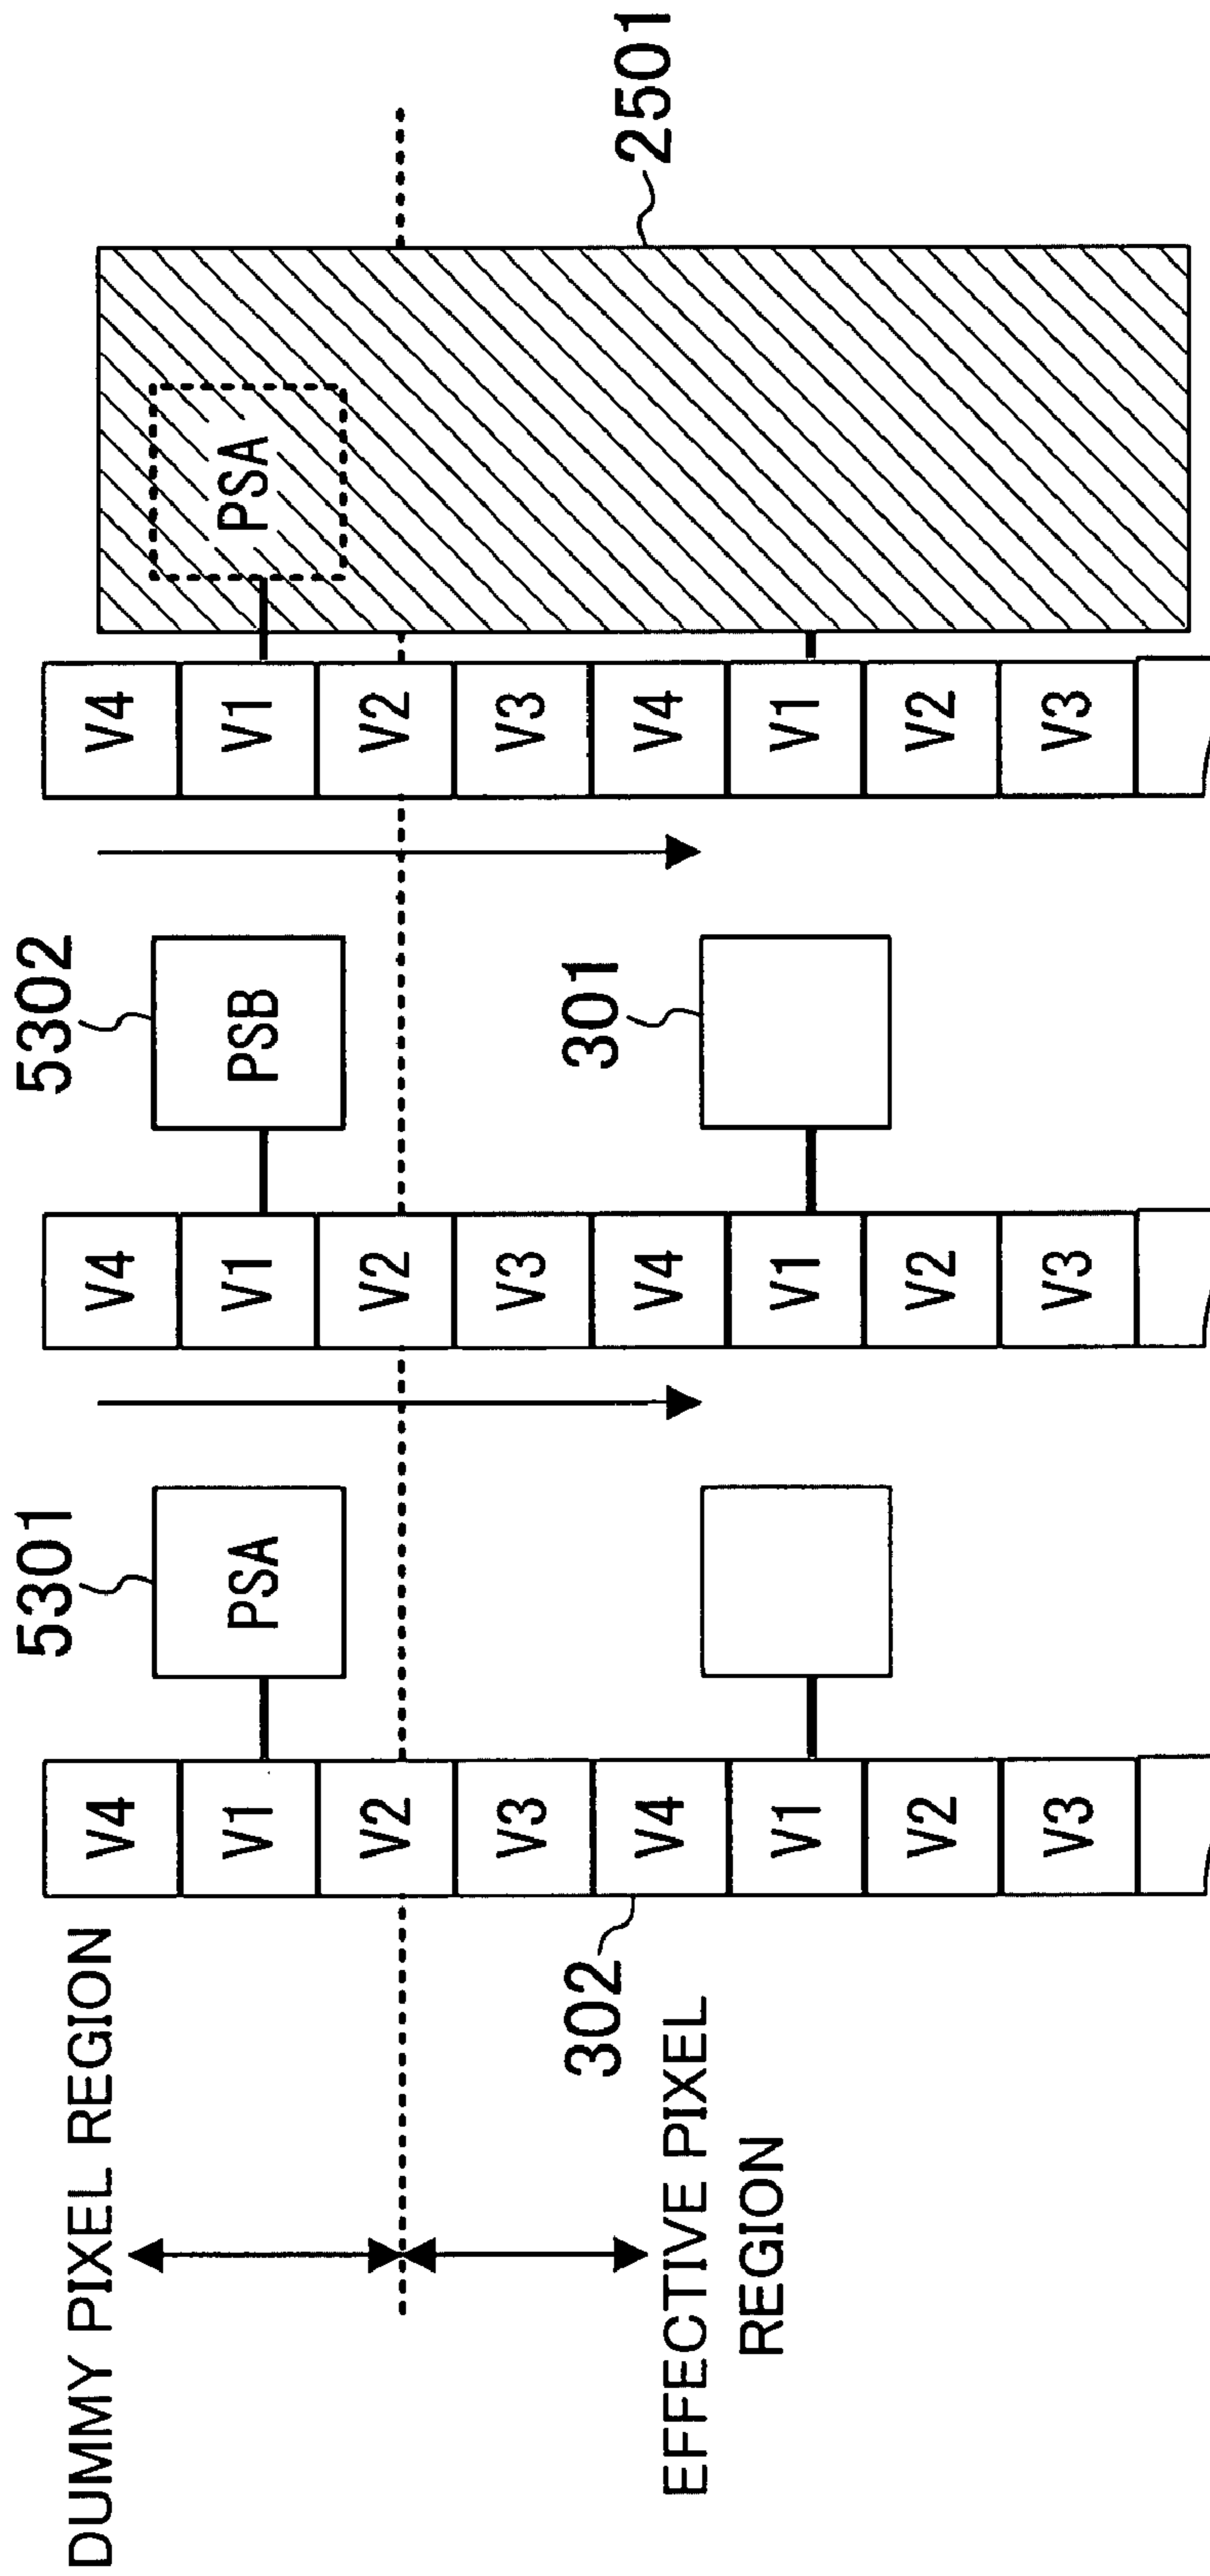 5301 5302
DUMMY PIXEL REGION V4 V4 V4
V1 PSA V1 PSB V1 PSA
V2 V2 V2
V3 V3 V3
302 V4 V4 301 V4 2501
EFFECTIVE PIXEL
REGION
V1 V1 V1
V2 V2 V2
V3 V3 V3